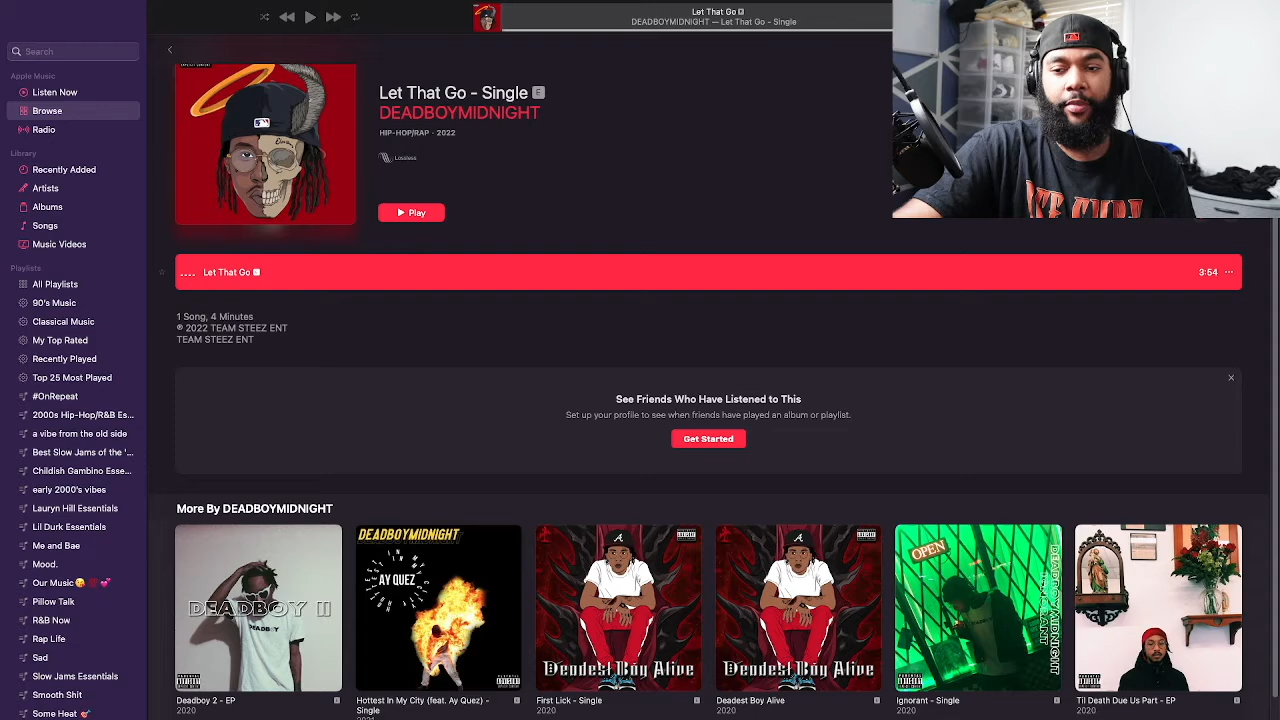 Let That Go E
DEADBOYMIDNIGHT — Let That Go - Single
Search
Apple Music
Listen Now
Browse
Radio
Library
Recently Added
Artists
Albums
Songs
Music Videos
Playlists
All Playlists
90's Music
Classical Music
My Top Rated
Recently Played
Top 25 Most Played
#OnRepeat
2000s Hip-Hop/R&B Es...
a vibe from the old side
Best Slow Jams of the '...
Childish Gambino Esse...
early 2000's vibes
Lauryn Hill Essentials
Lil Durk Essentials
Me and Bae
Mood.
Our Music😘💯💕
Pillow Talk
R&B Now
Rap Life
Sad
Slow Jams Essentials
Smooth Shit
Some Heat 🎯
Let That Go - Single E
DEADBOYMIDNIGHT
HIP-HOP/RAP · 2022
Lossless
Play
Let That Go E
3:54
1 Song, 4 Minutes
℗ 2022 TEAM STEEZ ENT
TEAM STEEZ ENT
See Friends Who Have Listened to This
Set up your profile to see when friends have played an album or playlist.
Get Started
More By DEADBOYMIDNIGHT
DEADBOY II
DEADBOY
Deadboy 2 - EP
2020
DEADBOYMIDNIGHT
AY QUEZ
HOTTEST IN MY CITY
Hottest In My City (feat. Ay Quez) -
Single
2021
Deadest Boy Alive
First Lick - Single
2020
Deadest Boy Alive
Deadest Boy Alive
2020
OPEN
DEADBOYMIDNIGHT
IGNORANT
Ignorant - Single
2020
Til Death Due Us Part - EP
2020